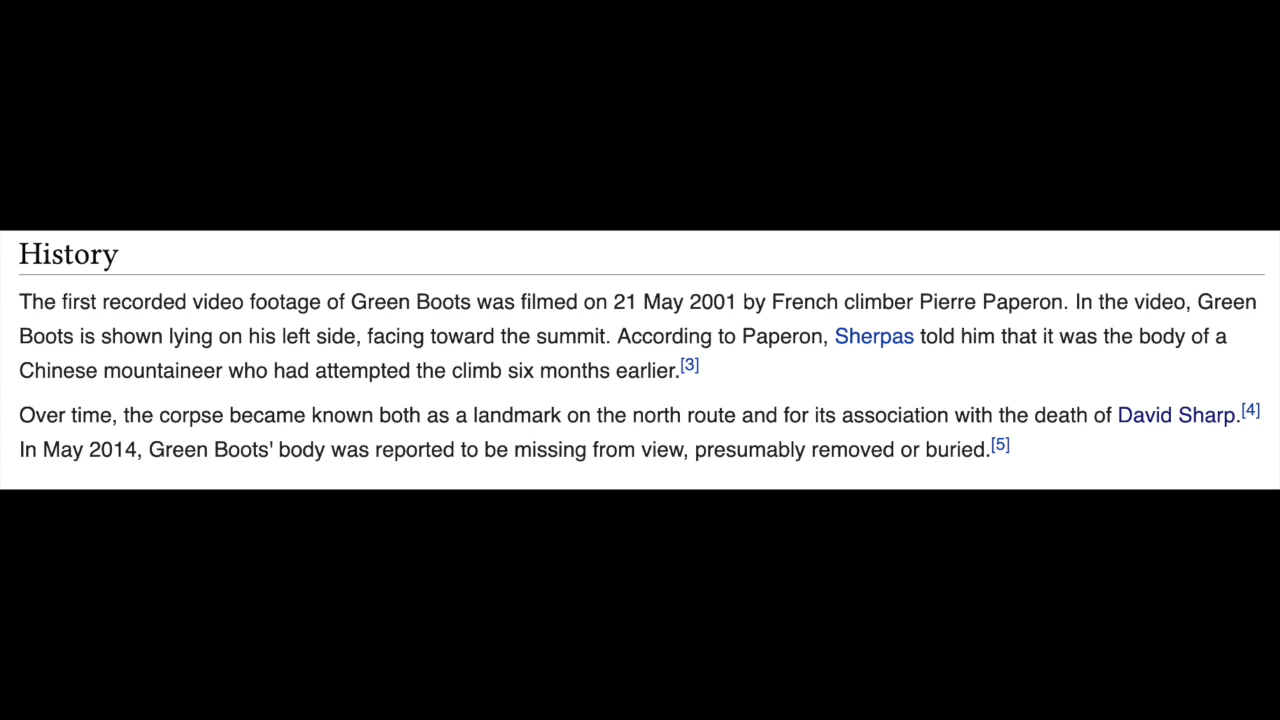 History
The first recorded video footage of Green Boots was filmed on 21 May 2001 by French climber Pierre Paperon. In the video, Green
Boots is shown lying on his left side, facing toward the summit. According to Paperon, Sherpas told him that it was the body of a
Chinese mountaineer who had attempted the climb six months earlier.[3]
Over time, the corpse became known both as a landmark on the north route and for its association with the death of David Sharp.[4]
In May 2014, Green Boots' body was reported to be missing from view, presumably removed or buried.[5]